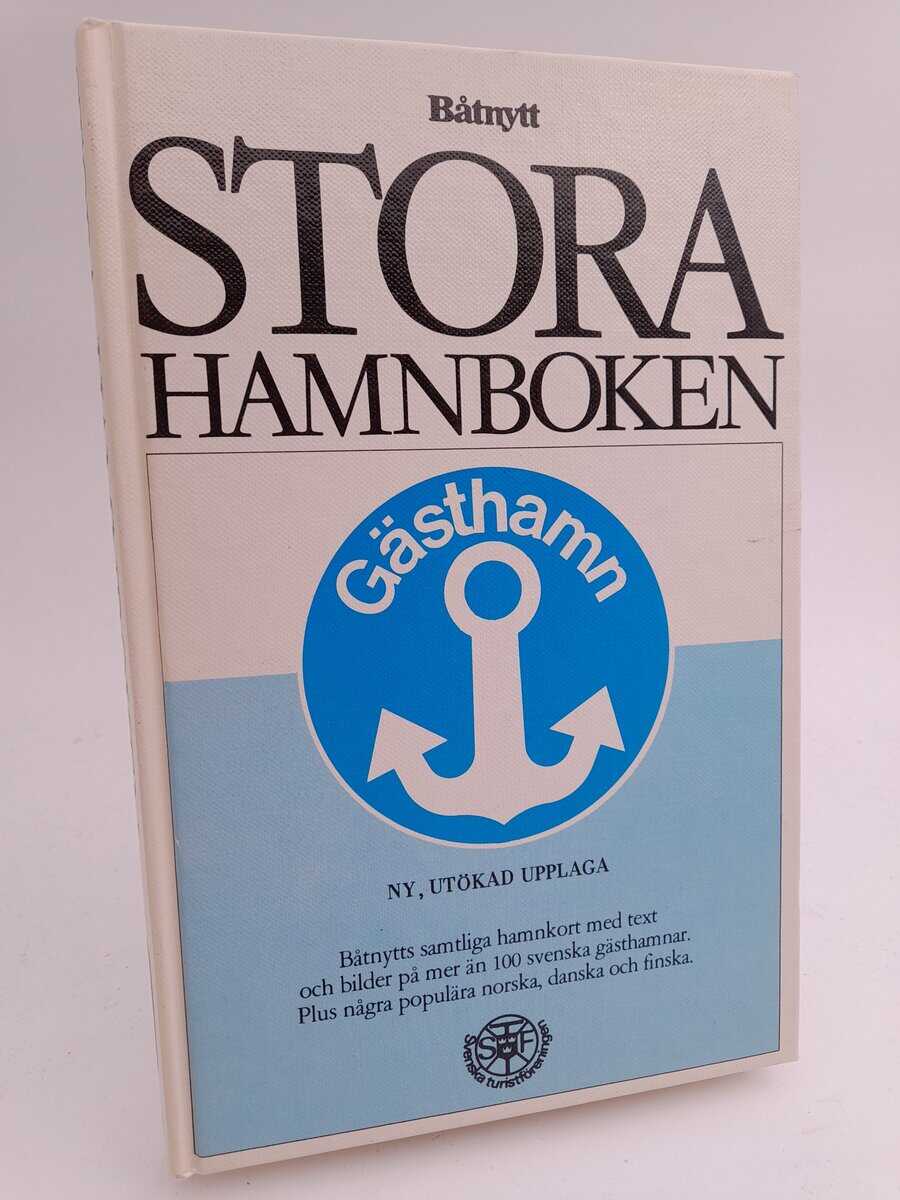 Båtnytt
STORA
HAMNBOKEN
Gästhamn
NY, UTÖKAD UPPLAGA
Båtnytts samtliga hamnkort med text
och bilder på mer än 100 svenska gästhamnar.
Plus några populära norska, danska och finska.
STF
Svenska turistföreningen